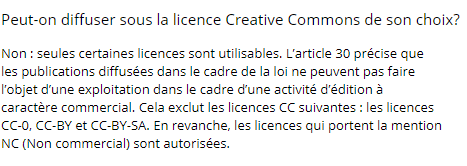 Peut-on diffuser sous la licence Creative Commons de son choix?
Non : seules certaines licences sont utilisables. L’article 30 précise que
les publications diffusées dans le cadre de la loi ne peuvent pas faire
l’objet d’une exploitation dans le cadre d’une activité d’édition à
caractère commercial. Cela exclut les licences CC suivantes : les licences
CC-0, CC-BY et CC-BY-SA. En revanche, les licences qui portent la mention
NC (Non commercial) sont autorisées.